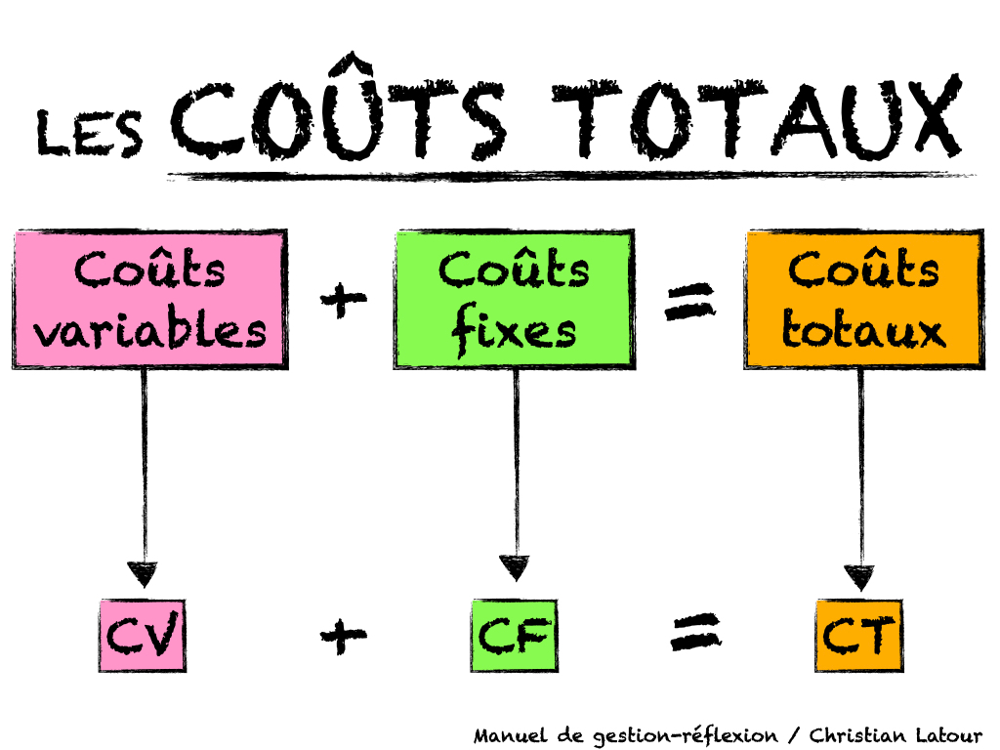 LES COÛTS TOTAUX
Coûts variables + Coûts fixes = Coûts totaux
CV + CF = CT
Manuel de gestion-réflexion / Christian Latour